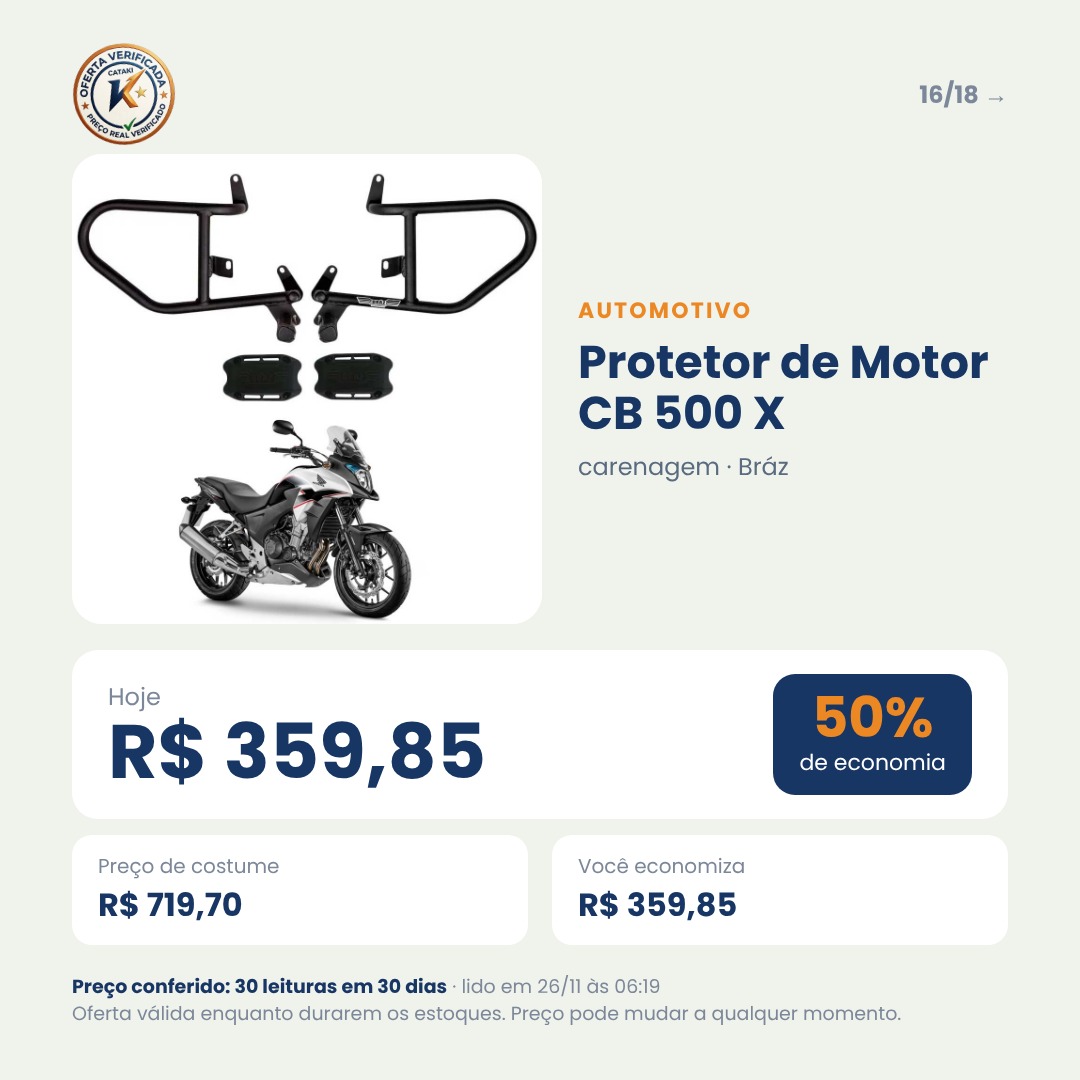 OFERTA VERIFICADA
CATAKI
K
PREÇO REAL VERIFICADO
16/18 →
AUTOMOTIVO
Protetor de Motor
CB 500 X
carenagem · Bráz
Hoje
R$ 359,85
50%
de economia
Preço de costume
R$ 719,70
Você economiza
R$ 359,85
Preço conferido: 30 leituras em 30 dias · lido em 26/11 às 06:19
Oferta válida enquanto durarem os estoques. Preço pode mudar a qualquer momento.